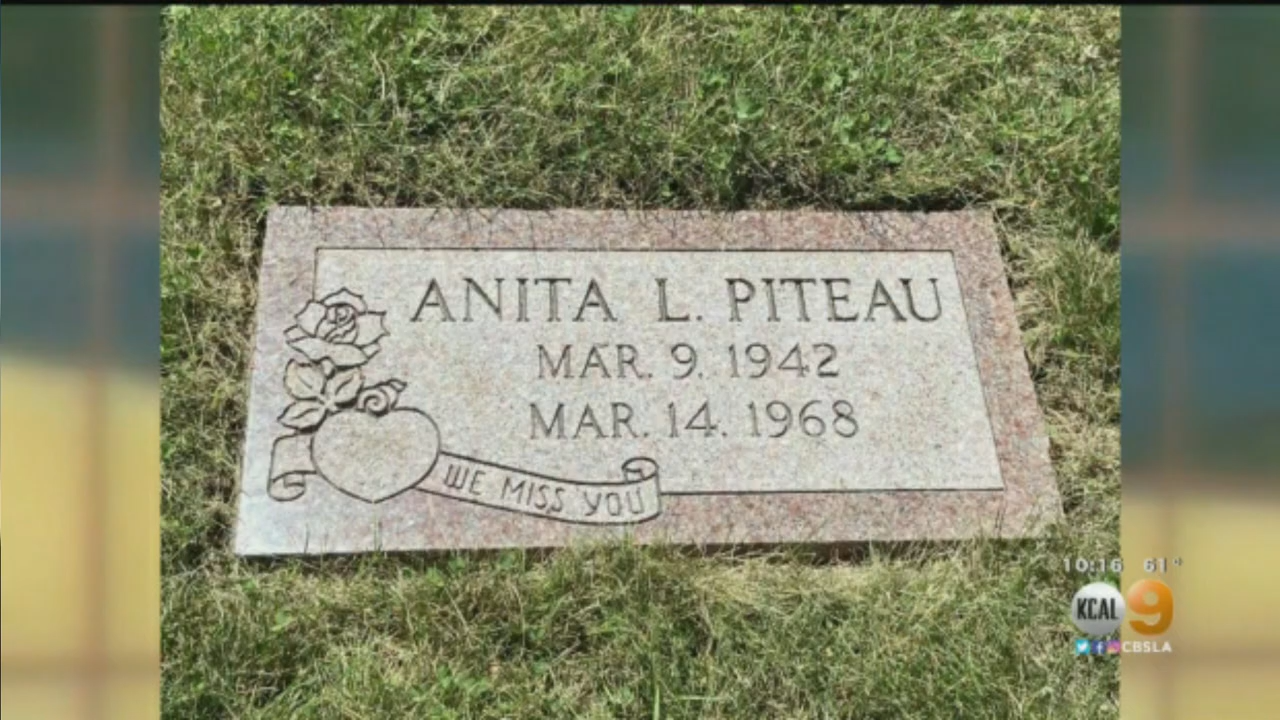 ANITA L. PITEAU
MAR. 9. 1942
MAR. 14. 1968
WE MISS YOU
10:16 61°
KCAL 9
CBSLA